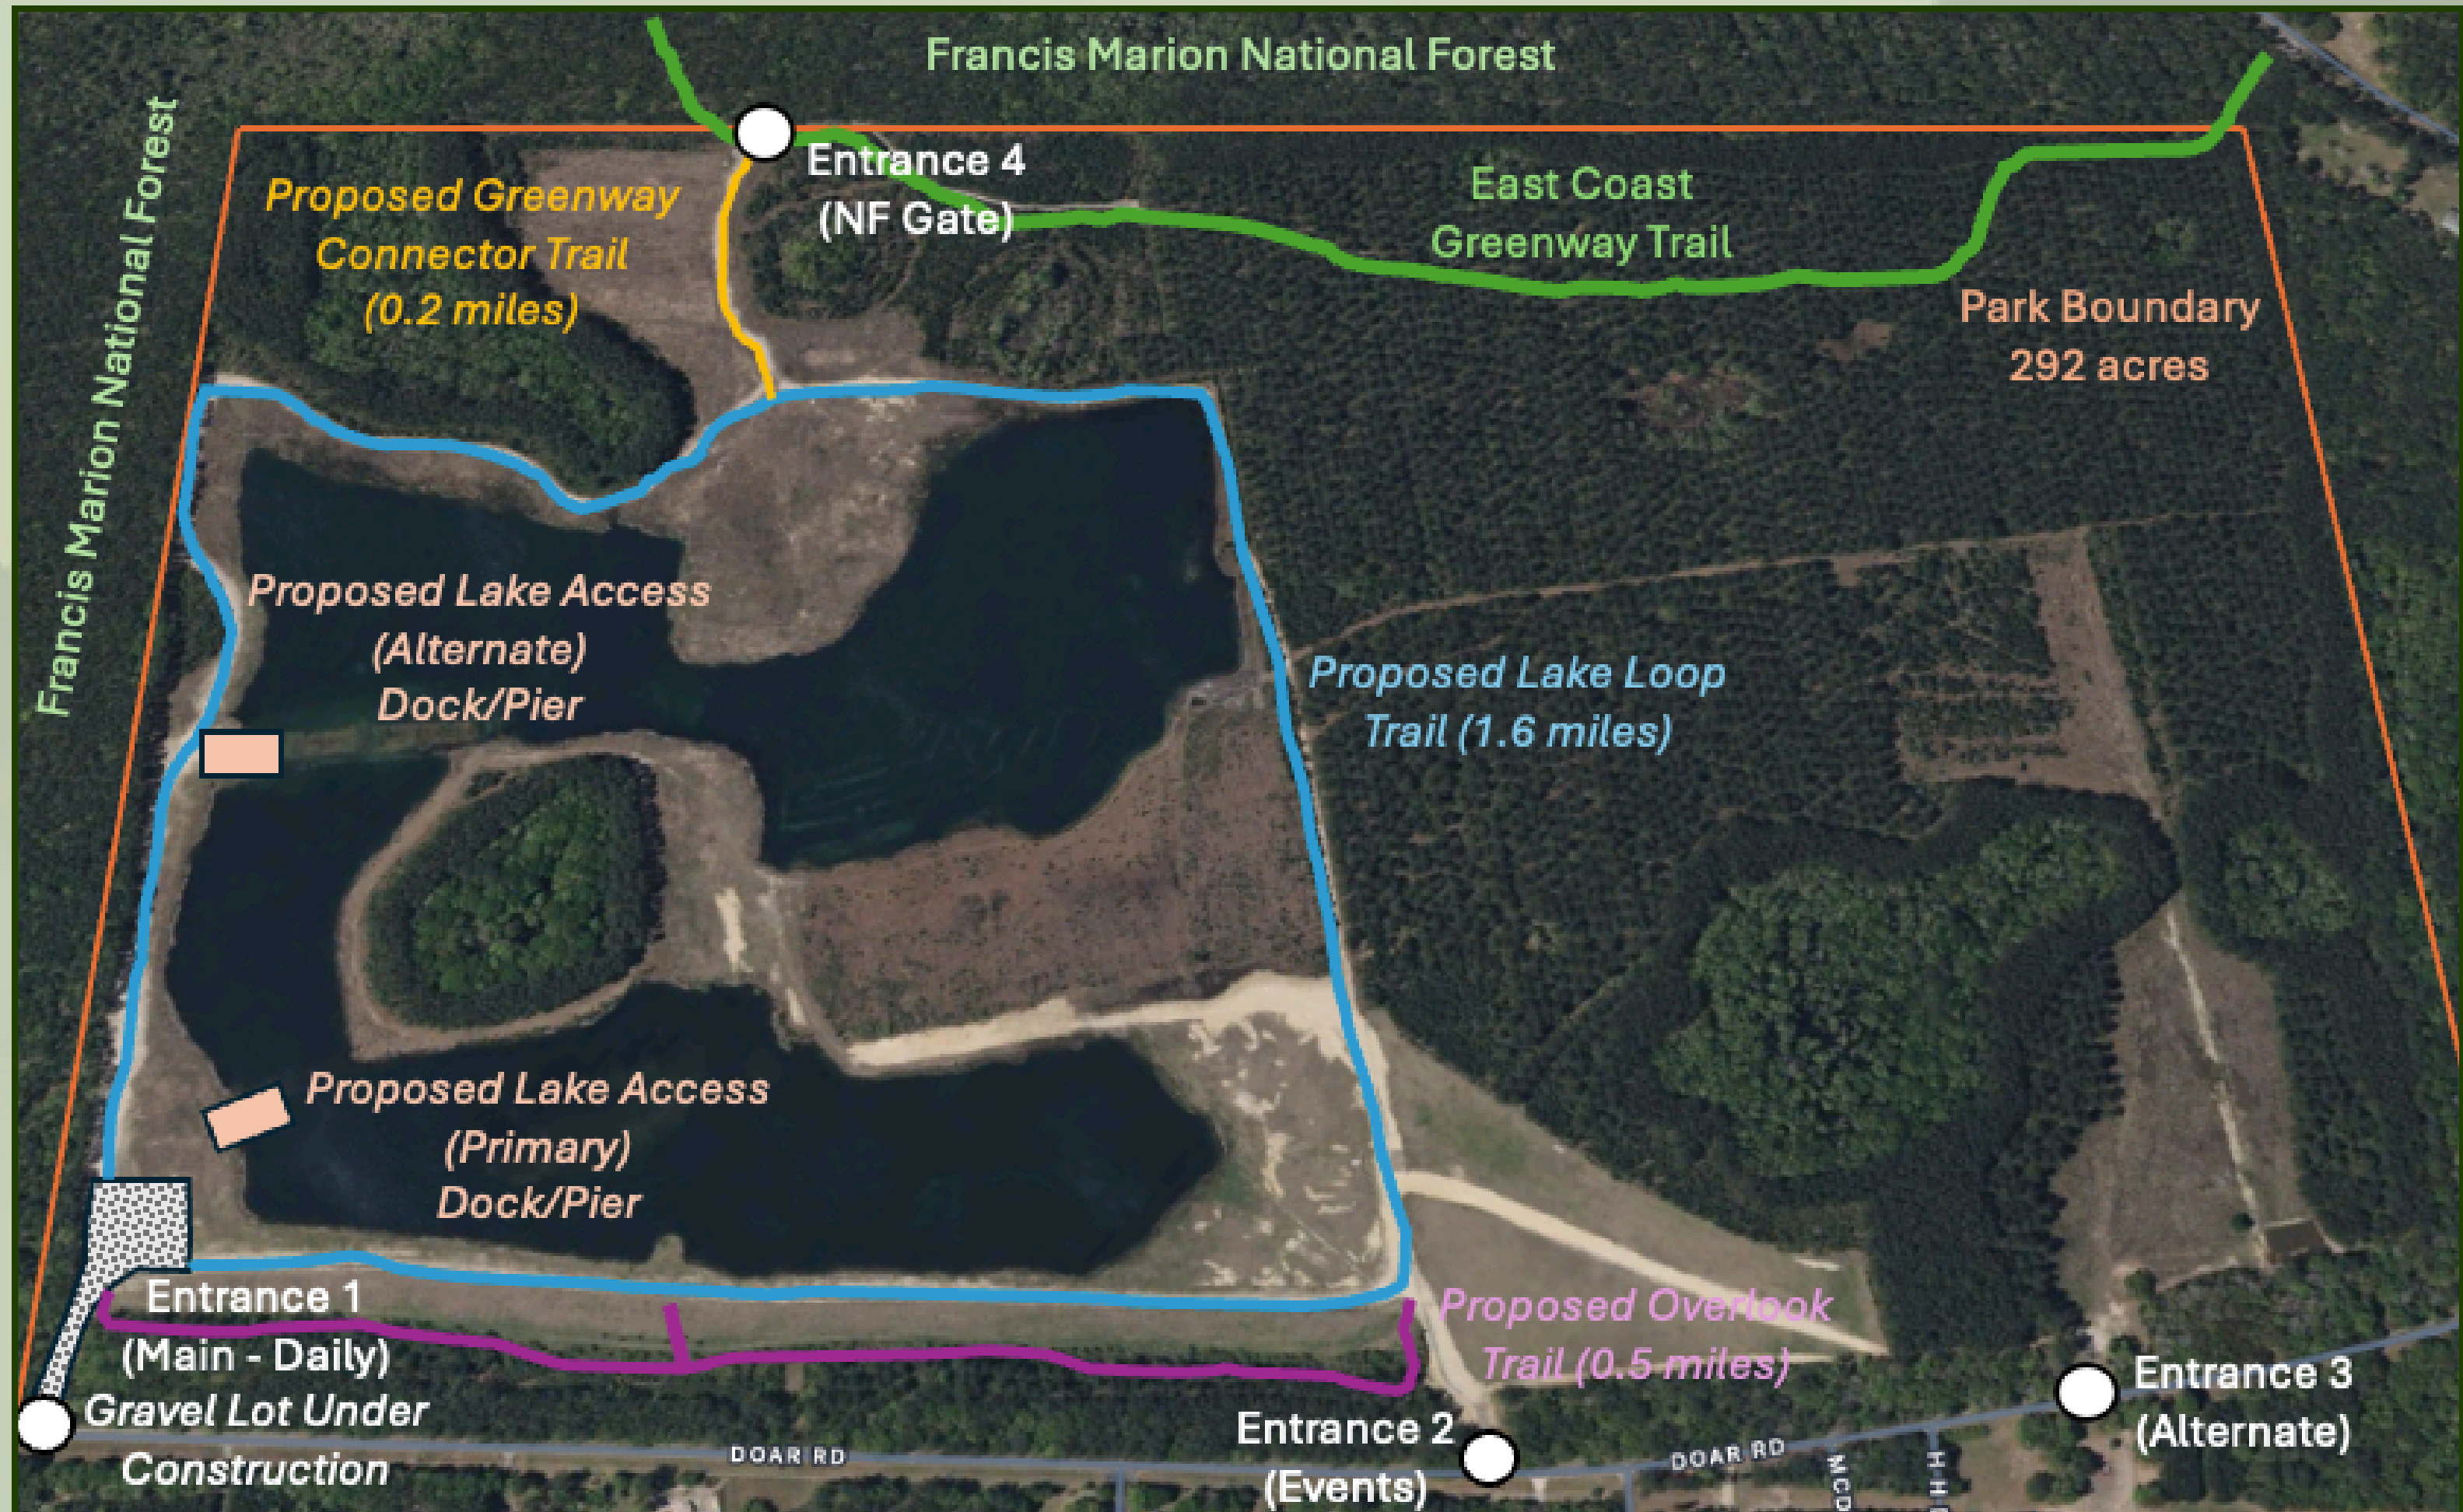 Francis Marion National Forest
Francis Marion National Forest
Entrance 4
(NF Gate)
Proposed Greenway
Connector Trail
(0.2 miles)
East Coast
Greenway Trail
Park Boundary
292 acres
Proposed Lake Access
(Alternate)
Dock/Pier
Proposed Lake Loop
Trail (1.6 miles)
Proposed Lake Access
(Primary)
Dock/Pier
Entrance 1
(Main - Daily)
Gravel Lot Under
Construction
Proposed Overlook
Trail (0.5 miles)
Entrance 2
(Events)
Entrance 3
(Alternate)
DOAR RD
DOAR RD
MCD
H H